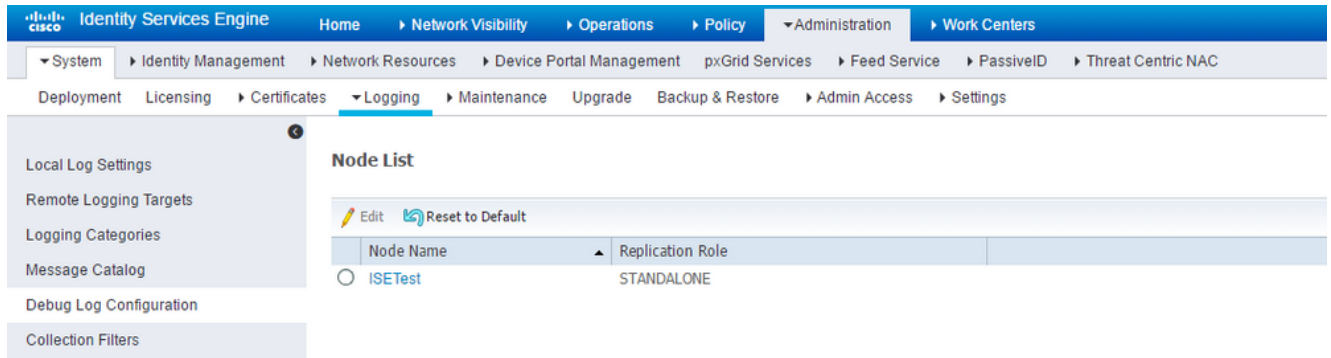 cisco Identity Services Engine Home Network Visibility Operations Policy Administration Work Centers
System Identity Management Network Resources Device Portal Management pxGrid Services Feed Service PassiveID Threat Centric NAC
Deployment Licensing Certificates Logging Maintenance Upgrade Backup & Restore Admin Access Settings
Local Log Settings
Remote Logging Targets
Logging Categories
Message Catalog
Debug Log Configuration
Collection Filters
Node List
Edit Reset to Default
Node Name Replication Role
ISETest STANDALONE